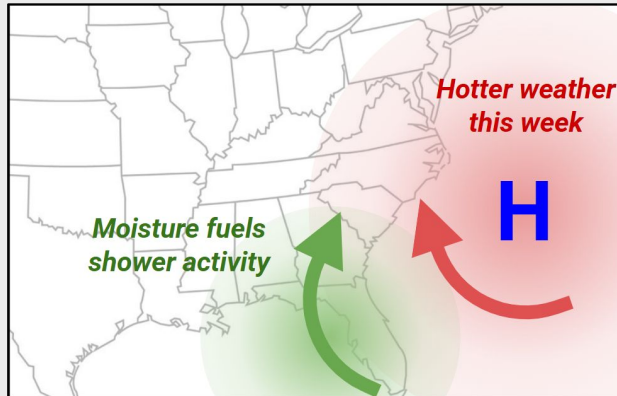 Hotter weather
this week
H
Moisture fuels
shower activity